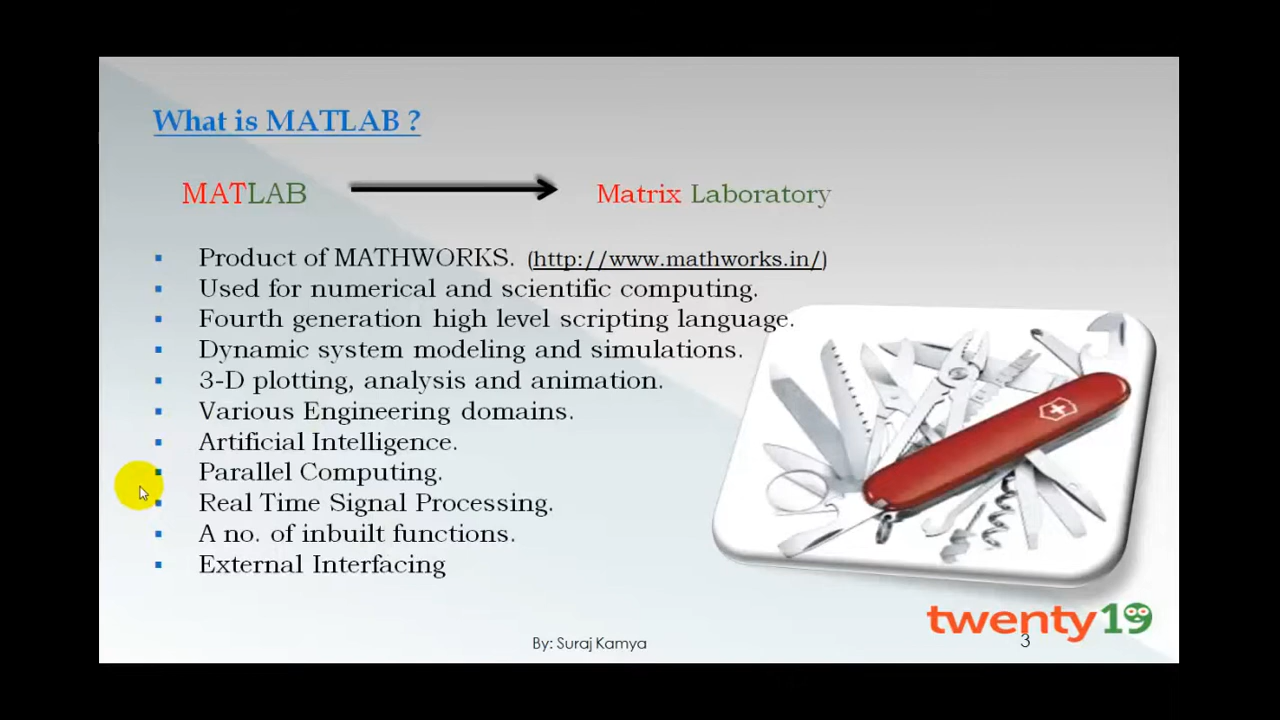 What is MATLAB ?
MATLAB Matrix Laboratory
▪ Product of MATHWORKS. (http://www.mathworks.in/)
▪ Used for numerical and scientific computing.
▪ Fourth generation high level scripting language.
▪ Dynamic system modeling and simulations.
▪ 3-D plotting, analysis and animation.
▪ Various Engineering domains.
▪ Artificial Intelligence.
▪ Parallel Computing.
▪ Real Time Signal Processing.
▪ A no. of inbuilt functions.
▪ External Interfacing
twenty19
By: Suraj Kamya 3